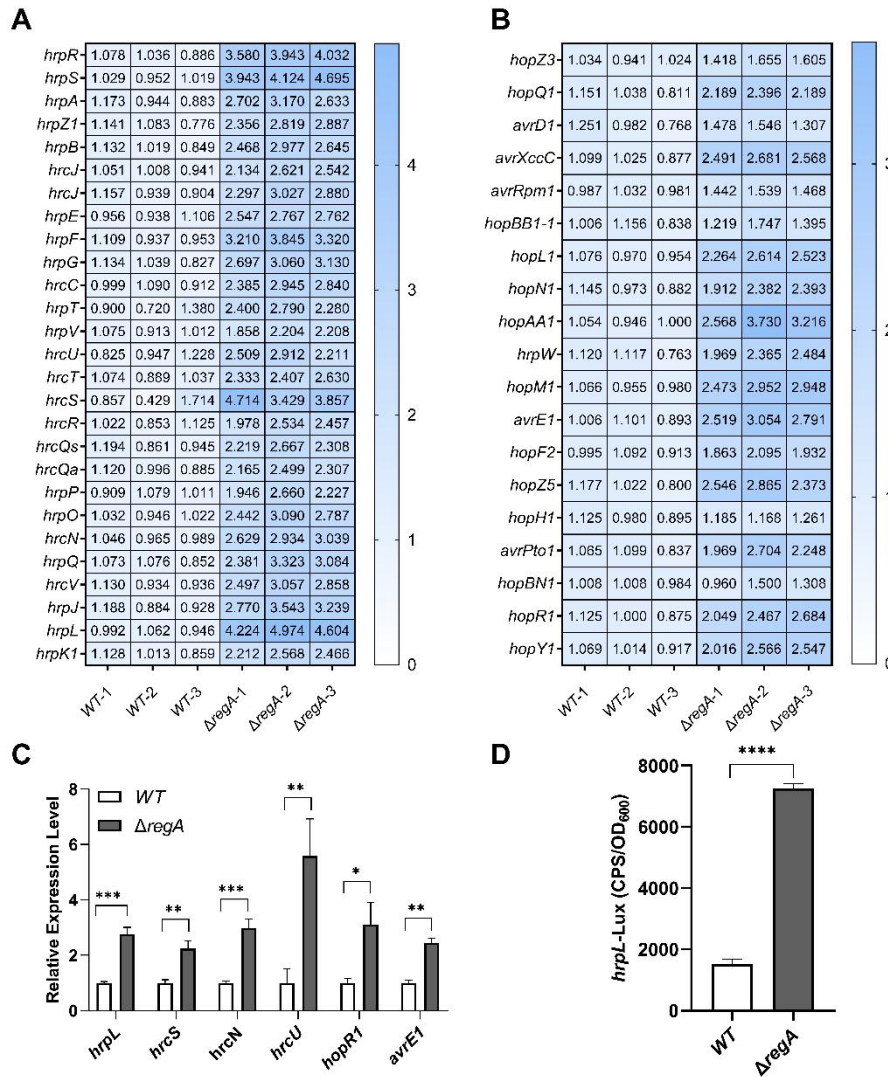 A
hrpR 1.078 1.036 0.886 3.580 3.943 4.032
hrpS 1.029 0.952 1.019 3.943 4.124 4.695
hrpA 1.173 0.944 0.883 2.702 3.170 2.633
hrpZ1 1.141 1.083 0.776 2.356 2.819 2.887
hrpB 1.132 1.019 0.849 2.468 2.977 2.645
hrcJ 1.051 1.008 0.941 2.134 2.621 2.542
hrcJ 1.157 0.939 0.904 2.297 3.027 2.880
hrpE 0.956 0.938 1.106 2.547 2.767 2.762
hrpF 1.109 0.937 0.953 3.210 3.845 3.320
hrpG 1.134 1.039 0.827 2.697 3.060 3.130
hrcC 0.999 1.090 0.912 2.385 2.945 2.840
hrpT 0.900 0.720 1.380 2.400 2.790 2.280
hrpV 1.075 0.913 1.012 1.858 2.204 2.208
hrcU 0.825 0.947 1.228 2.509 2.912 2.211
hrcT 1.074 0.889 1.037 2.333 2.407 2.630
hrcS 0.857 0.429 1.714 4.714 3.429 3.857
hrcR 1.022 0.853 1.125 1.978 2.534 2.457
hrcQs 1.194 0.861 0.945 2.219 2.667 2.308
hrcQa 1.120 0.996 0.885 2.165 2.499 2.307
hrpP 0.909 1.079 1.011 1.946 2.660 2.227
hrpO 1.032 0.946 1.022 2.442 3.090 2.787
hrcN 1.046 0.965 0.989 2.629 2.934 3.039
hrpQ 1.073 1.076 0.852 2.381 3.323 3.084
hrcV 1.130 0.934 0.936 2.497 3.057 2.858
hrpJ 1.188 0.884 0.928 2.770 3.543 3.239
hrpL 0.992 1.062 0.946 4.224 4.974 4.604
hrpK1 1.128 1.013 0.859 2.212 2.568 2.466
WT-1 WT-2 WT-3 ΔregA-1 ΔregA-2 ΔregA-3
4
3
2
1
0
B
hopZ3 1.034 0.941 1.024 1.418 1.655 1.605
hopQ1 1.151 1.038 0.811 2.189 2.396 2.189
avrD1 1.251 0.982 0.768 1.478 1.546 1.307
avrXccC 1.099 1.025 0.877 2.491 2.681 2.568
avrRpm1 0.987 1.032 0.981 1.442 1.539 1.468
hopBB1-1 1.006 1.156 0.838 1.219 1.747 1.395
hopL1 1.076 0.970 0.954 2.264 2.614 2.523
hopN1 1.145 0.973 0.882 1.912 2.382 2.393
hopAA1 1.054 0.946 1.000 2.568 3.730 3.216
hrpW 1.120 1.117 0.763 1.969 2.365 2.484
hopM1 1.066 0.955 0.980 2.473 2.952 2.948
avrE1 1.006 1.101 0.893 2.519 3.054 2.791
hopF2 0.995 1.092 0.913 1.863 2.095 1.932
hopZ5 1.177 1.022 0.800 2.546 2.865 2.373
hopH1 1.125 0.980 0.895 1.185 1.168 1.261
avrPto1 1.065 1.099 0.837 1.969 2.704 2.248
hopBN1 1.008 1.008 0.984 0.960 1.500 1.308
hopR1 1.125 1.000 0.875 2.049 2.467 2.684
hopY1 1.069 1.014 0.917 2.016 2.566 2.547
WT-1 WT-2 WT-3 ΔregA-1 ΔregA-2 ΔregA-3
C
Relative Expression Level
8
6
4
2
0
WT
ΔregA
*** ** *** ** * **
hrpL hrcS hrcN hrcU hopR1 avrE1
D
hrpL-Lux (CPS/OD600)
8000
7000
6000
4000
2000
0
****
WT ΔregA